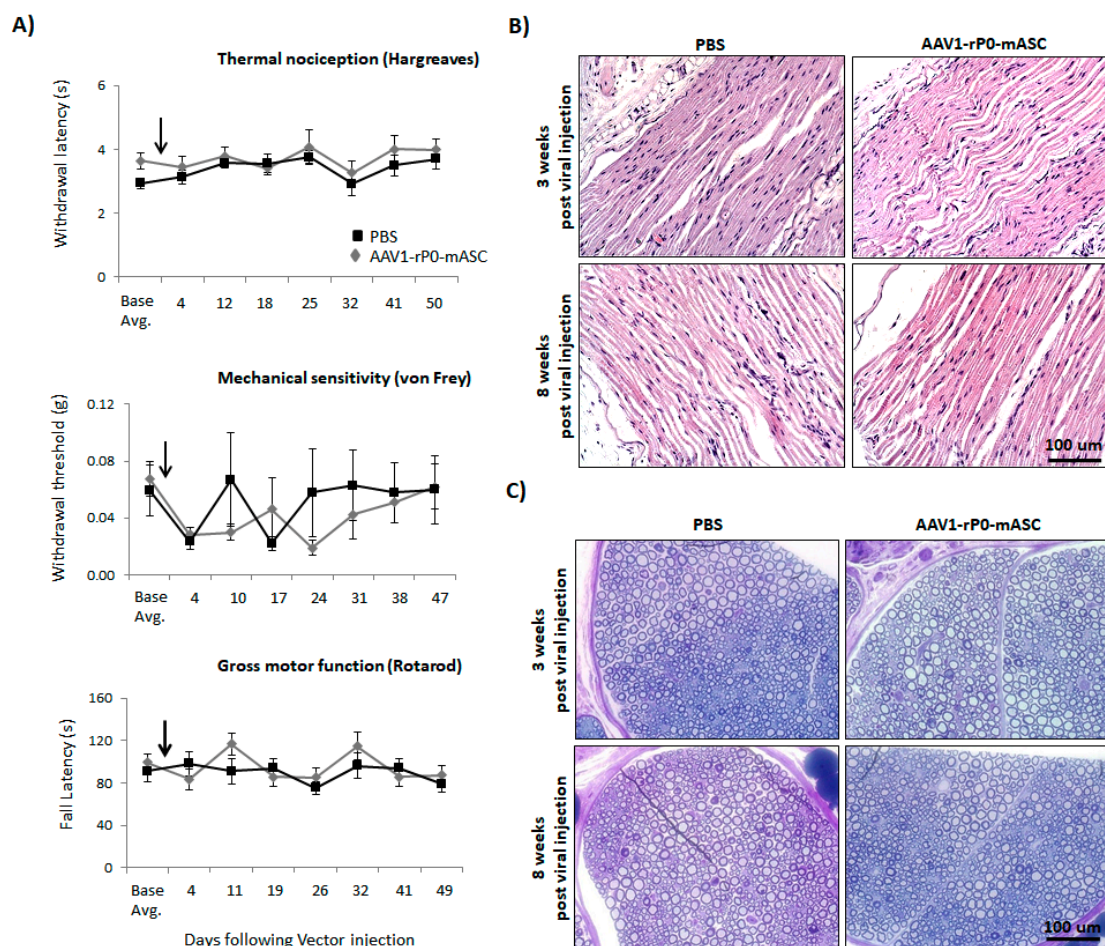 A)
Thermal nociception (Hargreaves)
Withdrawal latency (s)
6
4
2
0
PBS
AAV1-rP0-mASC
Base Avg. 4 12 18 25 32 41 50
Mechanical sensitivity (von Frey)
Withdrawal threshold (g)
0.12
0.08
0.04
0.00
Base Avg. 4 10 17 24 31 38 47
Gross motor function (Rotarod)
Fall Latency (s)
160
120
80
40
0
Base Avg. 4 11 19 26 32 41 49
Days following Vector injection
B)
PBS AAV1-rP0-mASC
3 weeks
post viral injection
8 weeks
post viral injection
100 um
C)
PBS AAV1-rP0-mASC
3 weeks
post viral injection
8 weeks
post viral injection
100 um